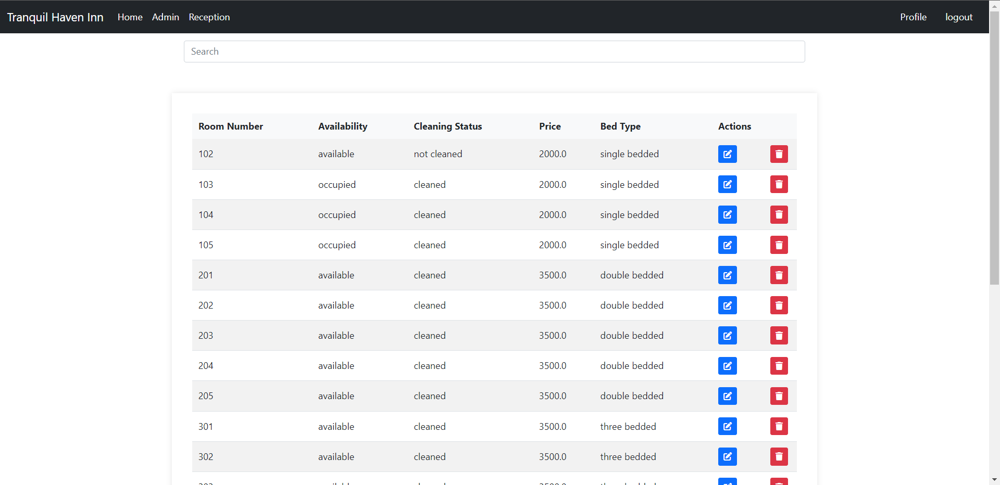 Tranquil Haven Inn Home Admin Reception Profile logout
Search
Room Number Availability Cleaning Status Price Bed Type Actions
102 available not cleaned 2000.0 single bedded
103 occupied cleaned 2000.0 single bedded
104 occupied cleaned 2000.0 single bedded
105 occupied cleaned 2000.0 single bedded
201 available cleaned 3500.0 double bedded
202 available cleaned 3500.0 double bedded
203 available cleaned 3500.0 double bedded
204 available cleaned 3500.0 double bedded
205 available cleaned 3500.0 double bedded
301 available cleaned 3500.0 three bedded
302 available cleaned 3500.0 three bedded